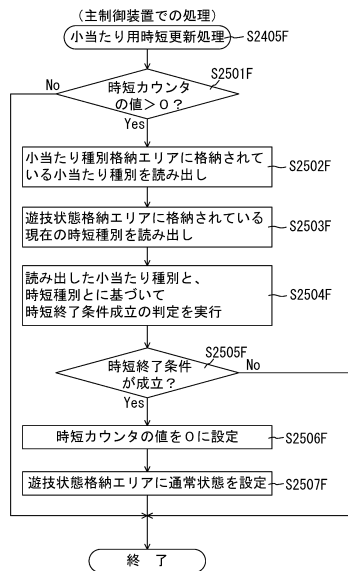 （主制御装置での処理）
小当たり用時短更新処理
S2405F
S2501F
No
時短カウンタ
の値＞０？
Yes
小当たり種別格納エリアに格納されて
いる小当たり種別を読み出し
S2502F
遊技状態格納エリアに格納されている
現在の時短種別を読み出し
S2503F
読み出した小当たり種別と、
時短種別とに基づいて
時短終了条件成立の判定を実行
S2504F
S2505F
時短終了条件
が成立？
No
Yes
時短カウンタの値を０に設定
S2506F
遊技状態格納エリアに通常状態を設定
S2507F
終 了